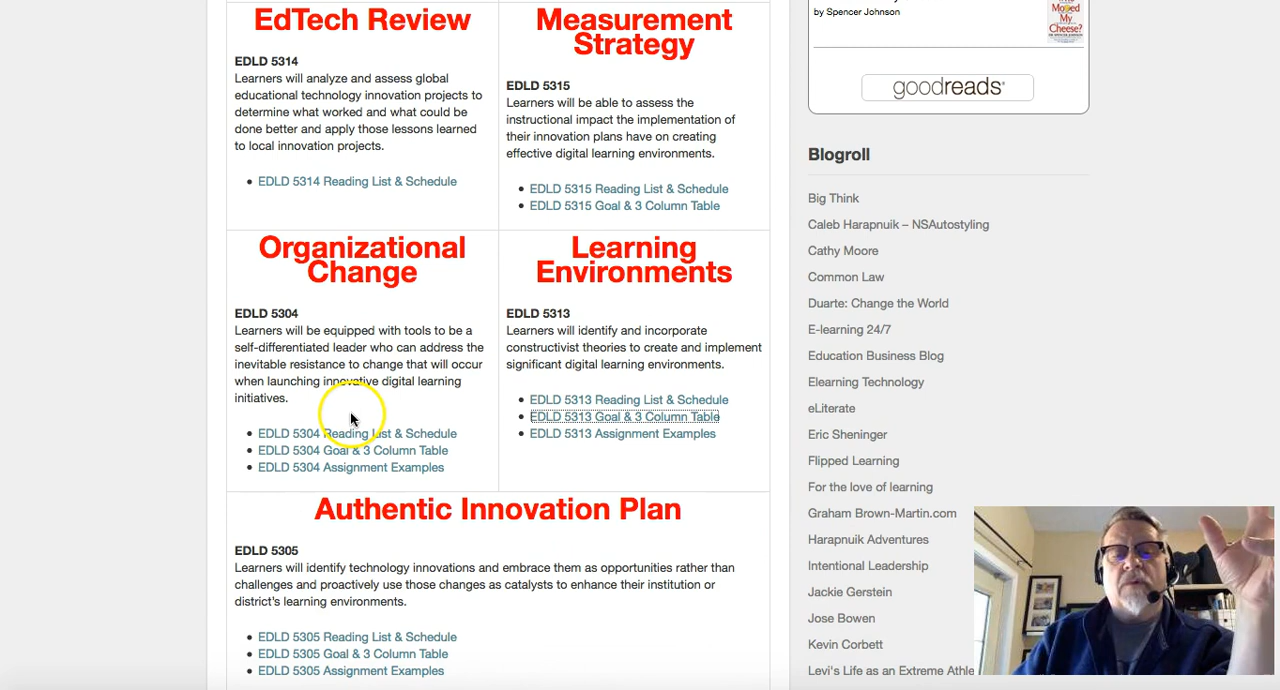 EdTech Review
EDLD 5314
Learners will analyze and assess global
educational technology innovation projects to
determine what worked and what could be
done better and apply those lessons learned
to local innovation projects.
EDLD 5314 Reading List & Schedule
Measurement
Strategy
EDLD 5315
Learners will be able to assess the
instructional impact the implementation of
their innovation plans have on creating
effective digital learning environments.
EDLD 5315 Reading List & Schedule
EDLD 5315 Goal & 3 Column Table
Organizational
Change
EDLD 5304
Learners will be equipped with tools to be a
self-differentiated leader who can address the
inevitable resistance to change that will occur
when launching innovative digital learning
initiatives.
EDLD 5304 Reading List & Schedule
EDLD 5304 Goal & 3 Column Table
EDLD 5304 Assignment Examples
Learning
Environments
EDLD 5313
Learners will identify and incorporate
constructivist theories to create and implement
significant digital learning environments.
EDLD 5313 Reading List & Schedule
EDLD 5313 Goal & 3 Column Table
EDLD 5313 Assignment Examples
Authentic Innovation Plan
EDLD 5305
Learners will identify technology innovations and embrace them as opportunities rather than
challenges and proactively use those changes as catalysts to enhance their institution or
district's learning environments.
EDLD 5305 Reading List & Schedule
EDLD 5305 Goal & 3 Column Table
EDLD 5305 Assignment Examples
by Spencer Johnson
Moved
My
Cheese?
goodreads
Blogroll
Big Think
Caleb Harapnuik – NSAutostyling
Cathy Moore
Common Law
Duarte: Change the World
E-learning 24/7
Education Business Blog
Elearning Technology
eLiterate
Eric Sheninger
Flipped Learning
For the love of learning
Graham Brown-Martin.com
Harapnuik Adventures
Intentional Leadership
Jackie Gerstein
Jose Bowen
Kevin Corbett
Levi's Life as an Extreme Athle